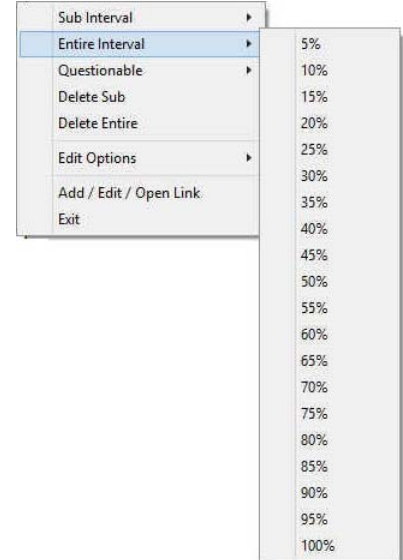 Sub Interval
Entire Interval
Questionable
Delete Sub
Delete Entire
Edit Options
Add / Edit / Open Link
Exit
5%
10%
15%
20%
25%
30%
35%
40%
45%
50%
55%
60%
65%
70%
75%
80%
85%
90%
95%
100%